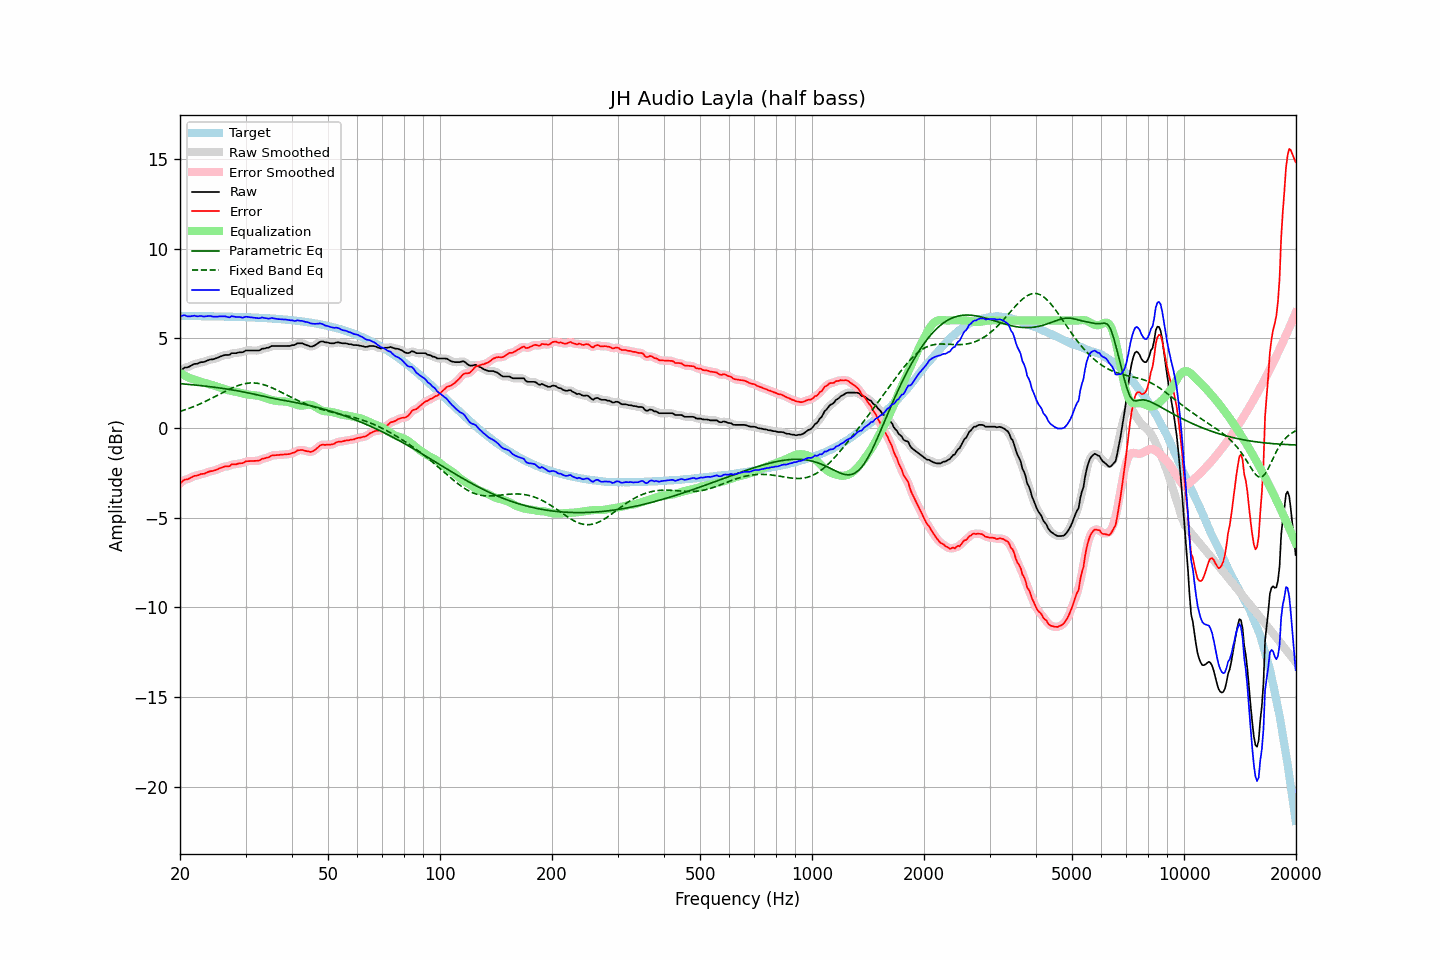 JH Audio Layla (half bass)
Target
Raw Smoothed
Error Smoothed
Raw
Error
Equalization
Parametric Eq
Fixed Band Eq
Equalized
Amplitude (dBr)
15
10
5
0
−5
−10
−15
−20
20 50 100 200 500 1000 2000 5000 10000 20000
Frequency (Hz)